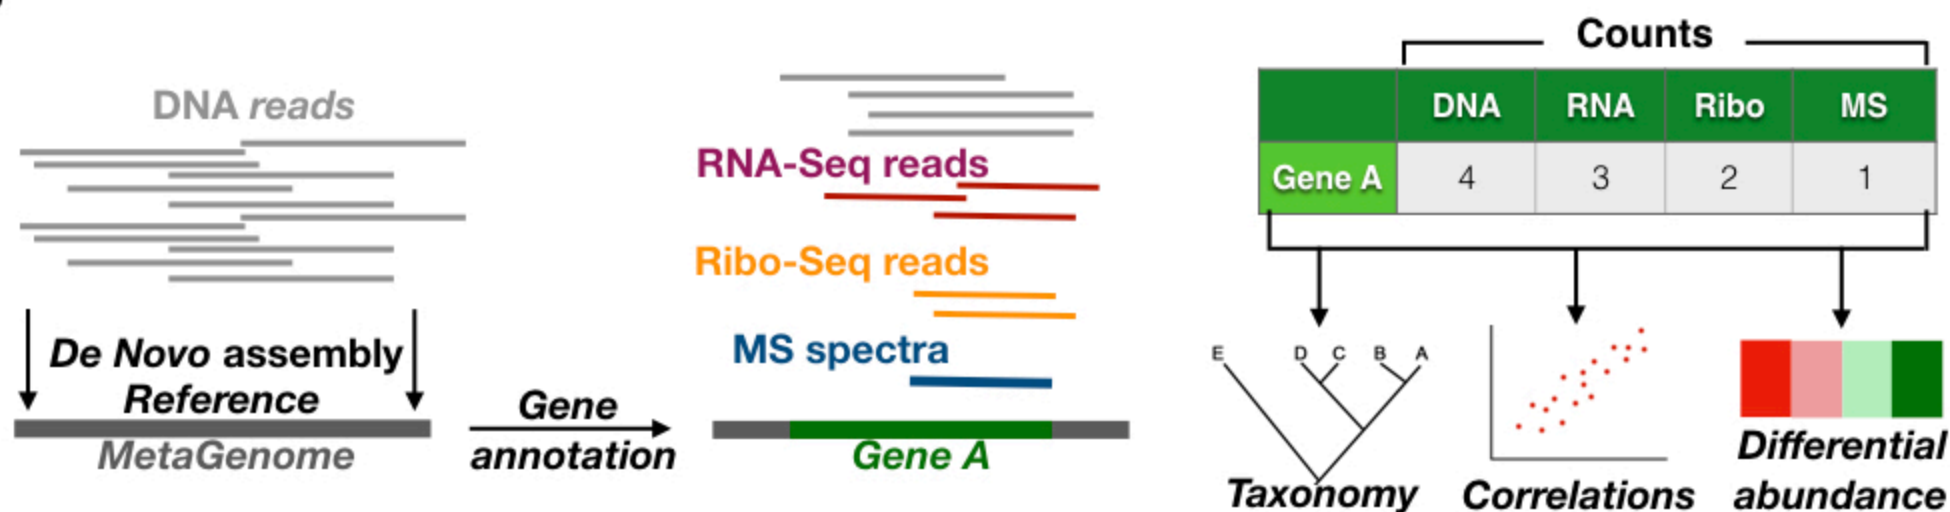 DNA reads
De Novo assembly
Reference
MetaGenome
Gene
annotation
RNA-Seq reads
Ribo-Seq reads
MS spectra
Gene A
Counts
DNA RNA Ribo MS
Gene A 4 3 2 1
E D C B A
Taxonomy
Correlations
Differential
abundance